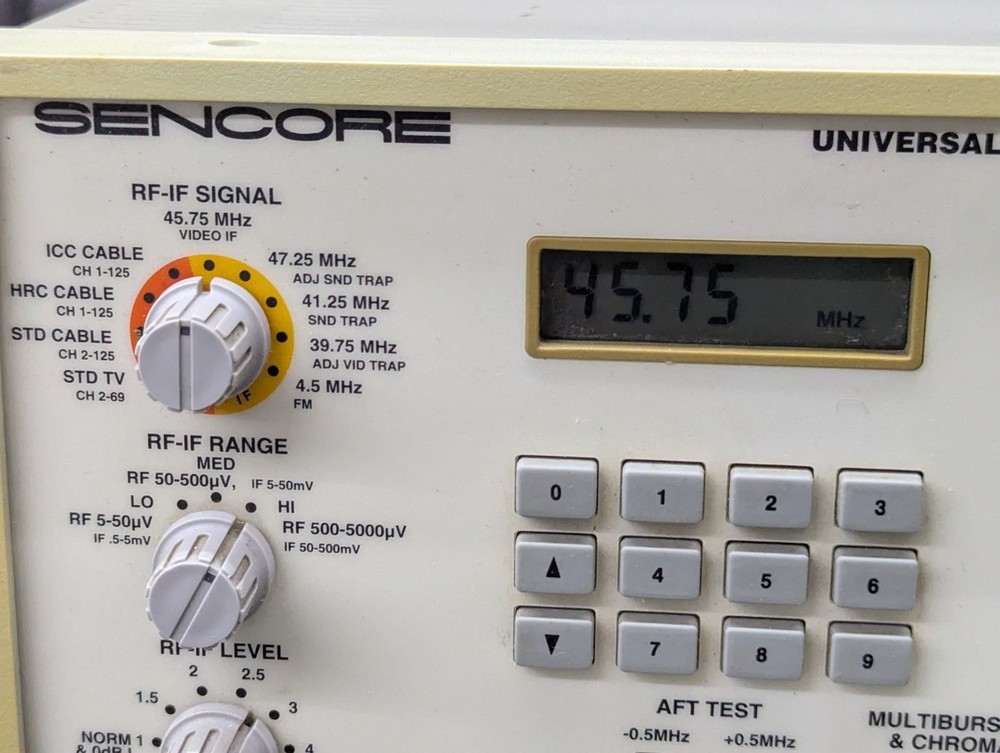 SENCORE
UNIVERSAL
RF-IF SIGNAL
45.75 MHz
VIDEO IF
ICC CABLE
CH 1-125
HRC CABLE
CH 1-125
STD CABLE
CH 2-125
STD TV
CH 2-69
47.25 MHz
ADJ SND TRAP
41.25 MHz
SND TRAP
39.75 MHz
ADJ VID TRAP
4.5 MHz
FM
IF
45.75 MHz
RF-IF RANGE
MED
RF 50-500µV, IF 5-50mV
LO
RF 5-50µV
IF .5-5mV
HI
RF 500-5000µV
IF 50-500mV
0 1 2 3
▲ 4 5 6
▼ 7 8 9
RF-IF LEVEL
2 2.5
1.5 3
NORM 1 4
AFT TEST
-0.5MHz +0.5MHz
MULTIBURS
& CHROM